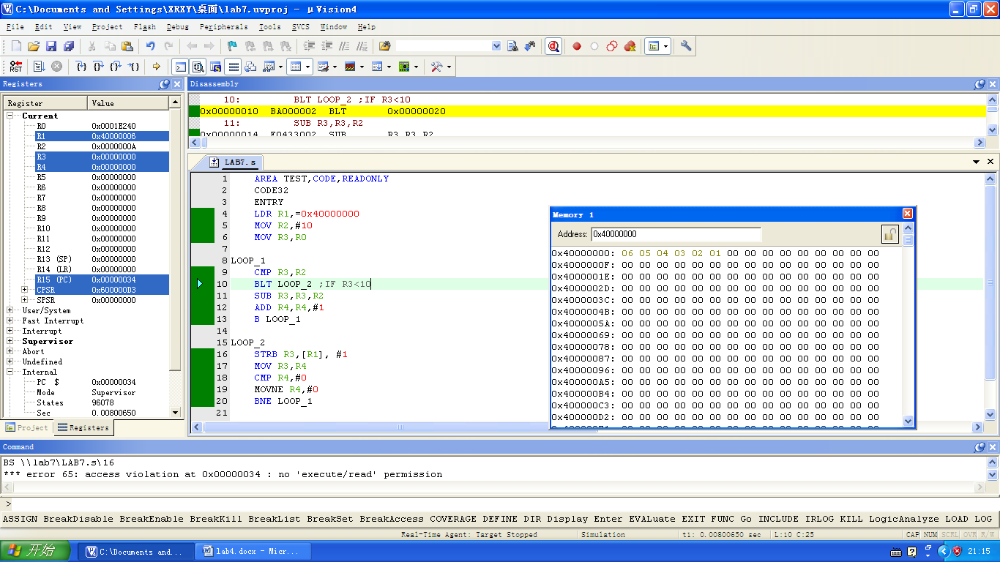 C:\Documents and Settings\XRXY\桌面\lab7.uvproj - µVision4
File Edit View Project Flash Debug Peripherals Tools SVCS Window Help
Registers
Register Value
Current
R0 0x0001E240
R1 0x40000006
R2 0x0000000A
R3 0x00000000
R4 0x00000000
R5 0x00000000
R6 0x00000000
R7 0x00000000
R8 0x00000000
R9 0x00000000
R10 0x00000000
R11 0x00000000
R12 0x00000000
R13 (SP) 0x00000000
R14 (LR) 0x00000000
R15 (PC) 0x00000034
CPSR 0x600000D3
SPSR 0x00000000
User/System
Fast Interrupt
Interrupt
Supervisor
Abort
Undefined
Internal
PC $ 0x00000034
Mode Supervisor
States 96078
Sec 0.00800650
Project Registers
Disassembly
10: BLT LOOP_2 ;IF R3<10
0x00000010 BA000002 BLT 0x00000020
11: SUB R3,R3,R2
0x00000014 E0433002 SUB R3,R3,R2
LAB7.s
1 AREA TEST,CODE,READONLY
2 CODE32
3 ENTRY
4 LDR R1,=0x40000000
5 MOV R2,#10
6 MOV R3,R0
7
8 LOOP_1
9 CMP R3,R2
10 BLT LOOP_2 ;IF R3<10
11 SUB R3,R3,R2
12 ADD R4,R4,#1
13 B LOOP_1
14
15 LOOP_2
16 STRB R3,[R1], #1
17 MOV R3,R4
18 CMP R4,#0
19 MOVNE R4,#0
20 BNE LOOP_1
21
Memory 1
Address: 0x40000000
0x40000000: 06 05 04 03 02 01 00 00 00 00 00 00 00 00 00
0x4000000F: 00 00 00 00 00 00 00 00 00 00 00 00 00 00 00
0x4000001E: 00 00 00 00 00 00 00 00 00 00 00 00 00 00 00
0x4000002D: 00 00 00 00 00 00 00 00 00 00 00 00 00 00 00
0x4000003C: 00 00 00 00 00 00 00 00 00 00 00 00 00 00 00
0x4000004B: 00 00 00 00 00 00 00 00 00 00 00 00 00 00 00
0x4000005A: 00 00 00 00 00 00 00 00 00 00 00 00 00 00 00
0x40000069: 00 00 00 00 00 00 00 00 00 00 00 00 00 00 00
0x40000078: 00 00 00 00 00 00 00 00 00 00 00 00 00 00 00
0x40000087: 00 00 00 00 00 00 00 00 00 00 00 00 00 00 00
0x40000096: 00 00 00 00 00 00 00 00 00 00 00 00 00 00 00
0x400000A5: 00 00 00 00 00 00 00 00 00 00 00 00 00 00 00
0x400000B4: 00 00 00 00 00 00 00 00 00 00 00 00 00 00 00
0x400000C3: 00 00 00 00 00 00 00 00 00 00 00 00 00 00 00
0x400000D2: 00 00 00 00 00 00 00 00 00 00 00 00 00 00 00
Command
BS \\lab7\LAB7.s\16
*** error 65: access violation at 0x00000034 : no 'execute/read' permission
>
ASSIGN BreakDisable BreakEnable BreakKill BreakList BreakSet BreakAccess COVERAGE DEFINE DIR Display Enter EVALuate EXIT FUNC Go INCLUDE IRLOG KILL LogicAnalyze LOAD LOG
Real-Time Agent: Target Stopped Simulation t1: 0.00800650 sec L:10 C:25 CAP NUM SCRL OVR R/W
开始 C:\Documents and... lab4.docx - Micr... 21:15